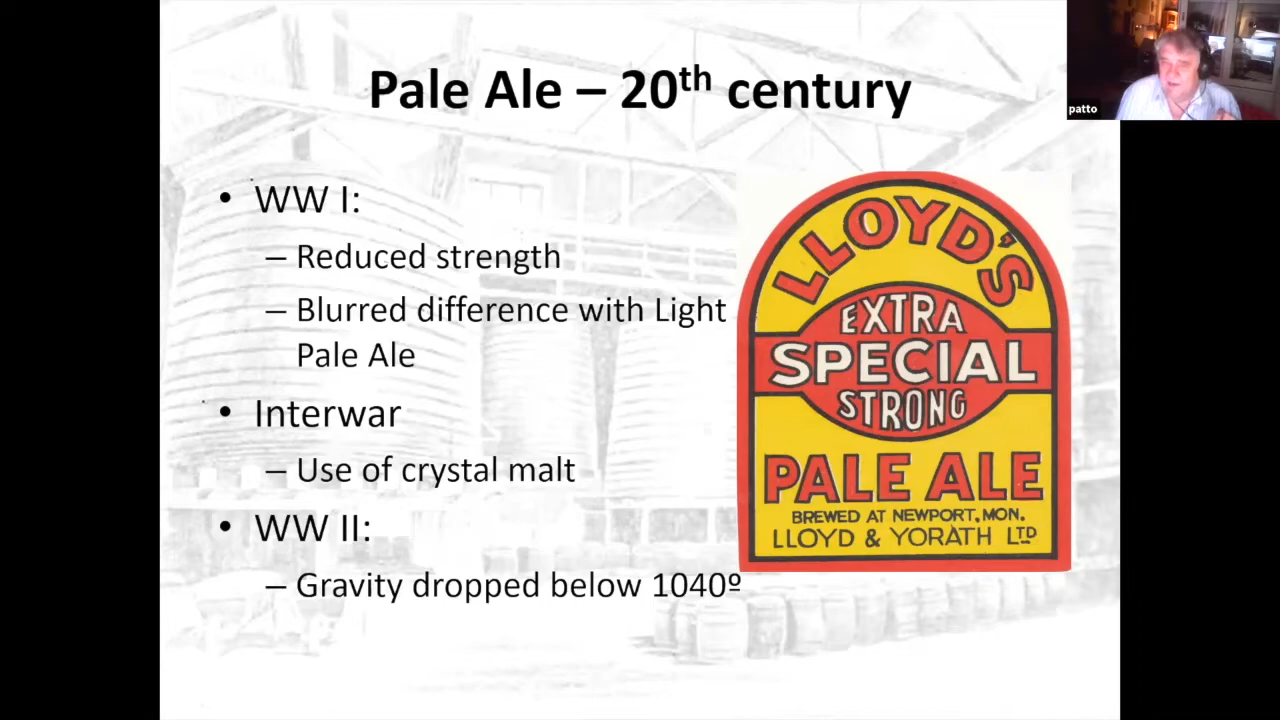 Pale Ale – 20th century
• WW I:
– Reduced strength
– Blurred difference with Light
Pale Ale
• Interwar
– Use of crystal malt
• WW II:
– Gravity dropped below 1040º
LLOYD'S
EXTRA
SPECIAL
STRONG
PALE ALE
BREWED AT NEWPORT, MON.
LLOYD & YORATH LTD
patto